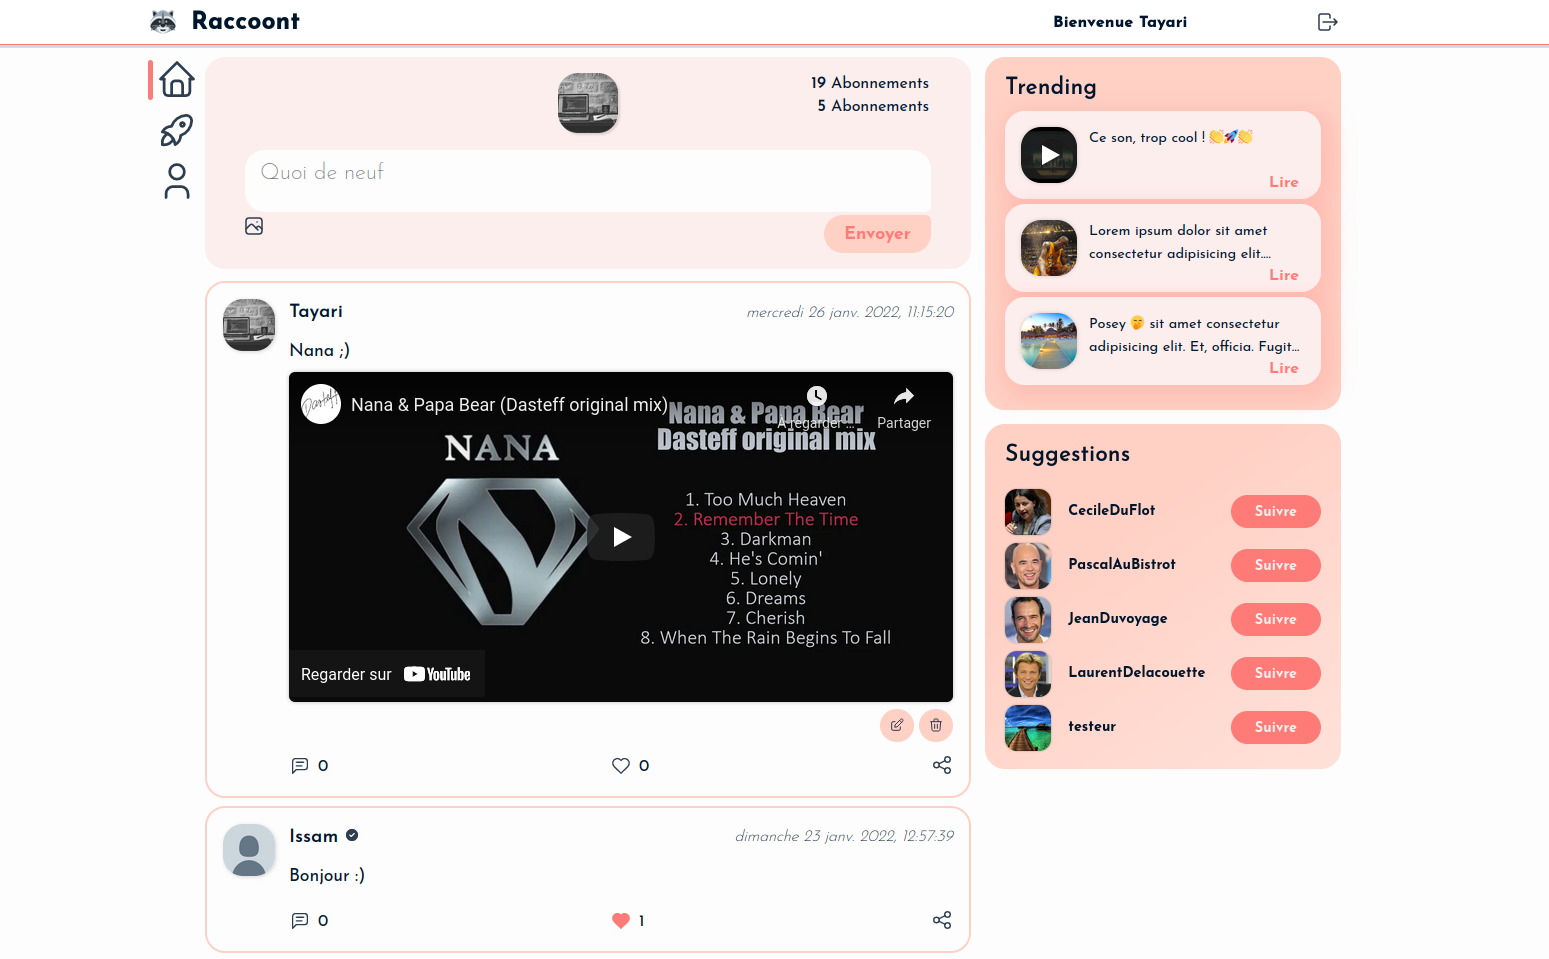 Raccoont
Bienvenue Tayari
19 Abonnements
5 Abonnements
Quoi de neuf
Envoyer
Tayari
mercredi 26 janv. 2022, 11:15:20
Nana ;)
Nana & Papa Bear (Dasteff original mix)
À regarder ...
Partager
Nana & Papa Bear
Dasteff original mix
NANA
1. Too Much Heaven
2. Remember The Time
3. Darkman
4. He's Comin'
5. Lonely
6. Dreams
7. Cherish
8. When The Rain Begins To Fall
Regarder sur YouTube
0
0
Issam
dimanche 23 janv. 2022, 12:57:39
Bonjour :)
0
1
Trending
Ce son, trop cool ! 👏🚀👏
Lire
Lorem ipsum dolor sit amet
consectetur adipisicing elit....
Lire
Posey 🤭 sit amet consectetur
adipisicing elit. Et, officia. Fugit...
Lire
Suggestions
CecileDuFlot
Suivre
PascalAuBistrot
Suivre
JeanDuvoyage
Suivre
LaurentDelacouette
Suivre
testeur
Suivre